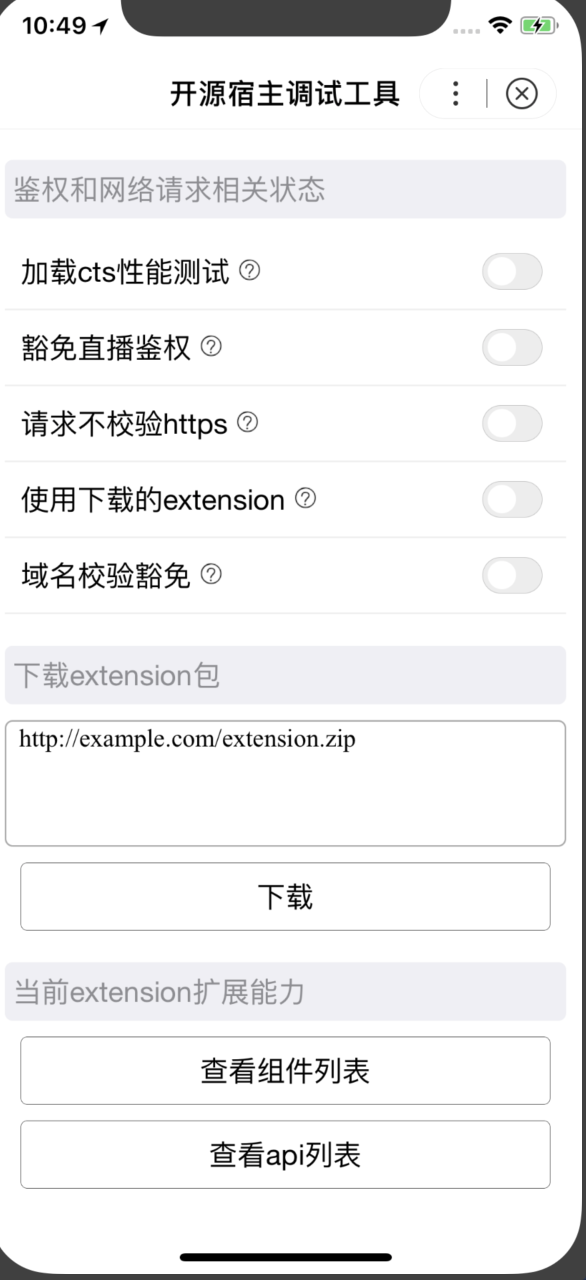 10:49
开源宿主调试工具
鉴权和网络请求相关状态
加载cts性能测试
豁免直播鉴权
请求不校验https
使用下载的extension
域名校验豁免
下载extension包
http://example.com/extension.zip
下载
当前extension扩展能力
查看组件列表
查看api列表